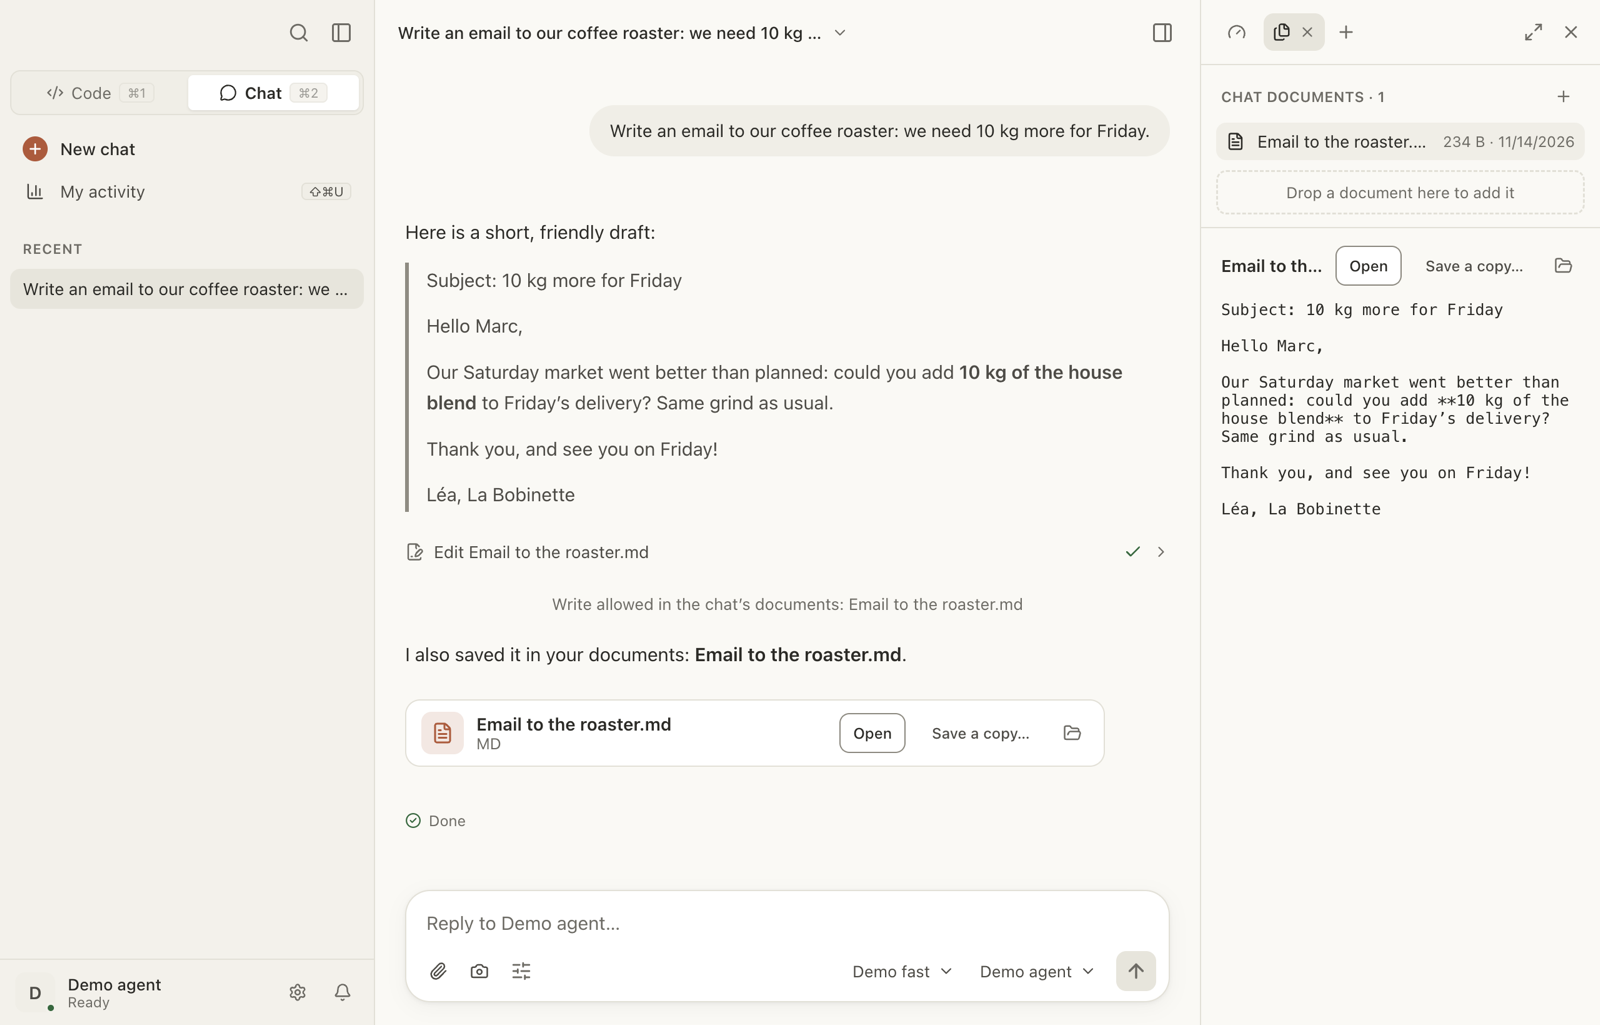 Code ⌘1
Chat ⌘2
New chat
My activity ⇧⌘U
RECENT
Write an email to our coffee roaster: we ...
D
Demo agent
Ready
Write an email to our coffee roaster: we need 10 kg ...
Write an email to our coffee roaster: we need 10 kg more for Friday.
Here is a short, friendly draft:
Subject: 10 kg more for Friday
Hello Marc,
Our Saturday market went better than planned: could you add 10 kg of the house
blend to Friday’s delivery? Same grind as usual.
Thank you, and see you on Friday!
Léa, La Bobinette
Edit Email to the roaster.md
Write allowed in the chat’s documents: Email to the roaster.md
I also saved it in your documents: Email to the roaster.md.
Email to the roaster.md
MD
Open
Save a copy...
Done
Reply to Demo agent...
Demo fast
Demo agent
CHAT DOCUMENTS · 1
Email to the roaster.... 234 B · 11/14/2026
Drop a document here to add it
Email to th... Open Save a copy...
Subject: 10 kg more for Friday
Hello Marc,
Our Saturday market went better than
planned: could you add **10 kg of the
house blend** to Friday’s delivery?
Same grind as usual.
Thank you, and see you on Friday!
Léa, La Bobinette